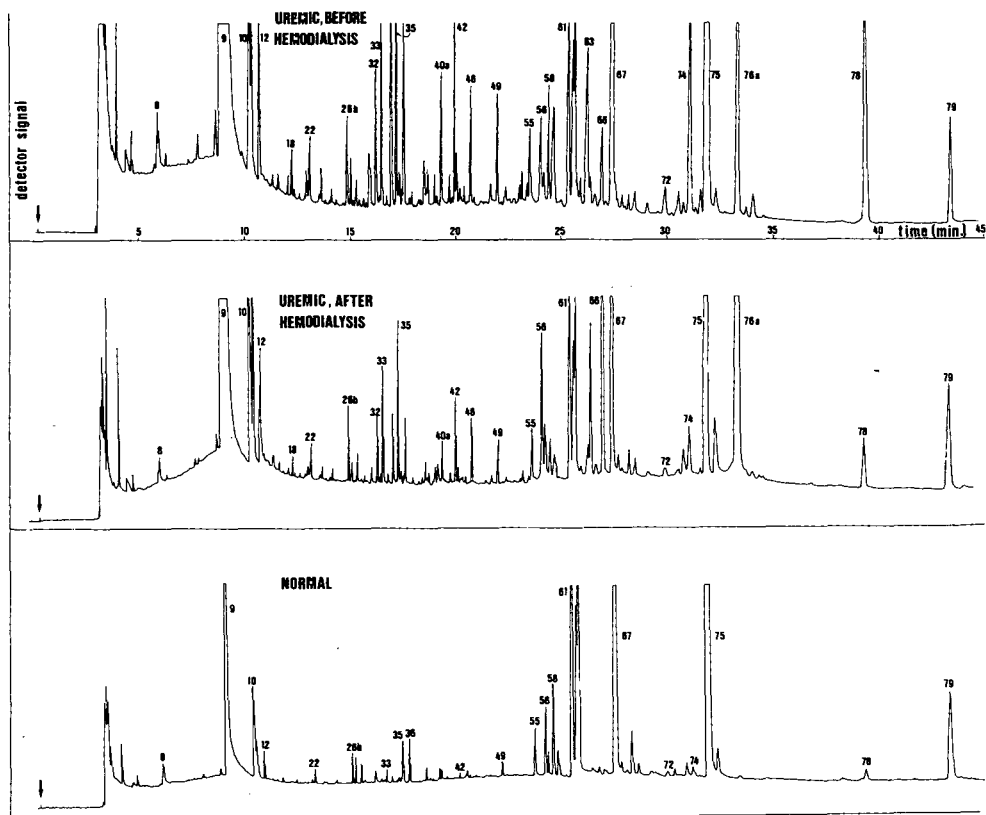 UREMIC, BEFORE
HEMODIALYSIS
detector signal
8 9 10 12 18 22 26b 32 33 35 40a 42 48 49 55 56 58 61 63 66 67 72 74 75 76a 78 79
5 10 15 20 25 30 35 40 time (min.) 45
UREMIC, AFTER
HEMODIALYSIS
8 9 10 12 18 22 26b 32 33 35 40a 42 48 49 55 56 61 66 67 72 74 75 76a 78 79
NORMAL
8 9 10 12 22 26b 33 35 36 42 49 55 56 58 61 67 72 74 75 78 79